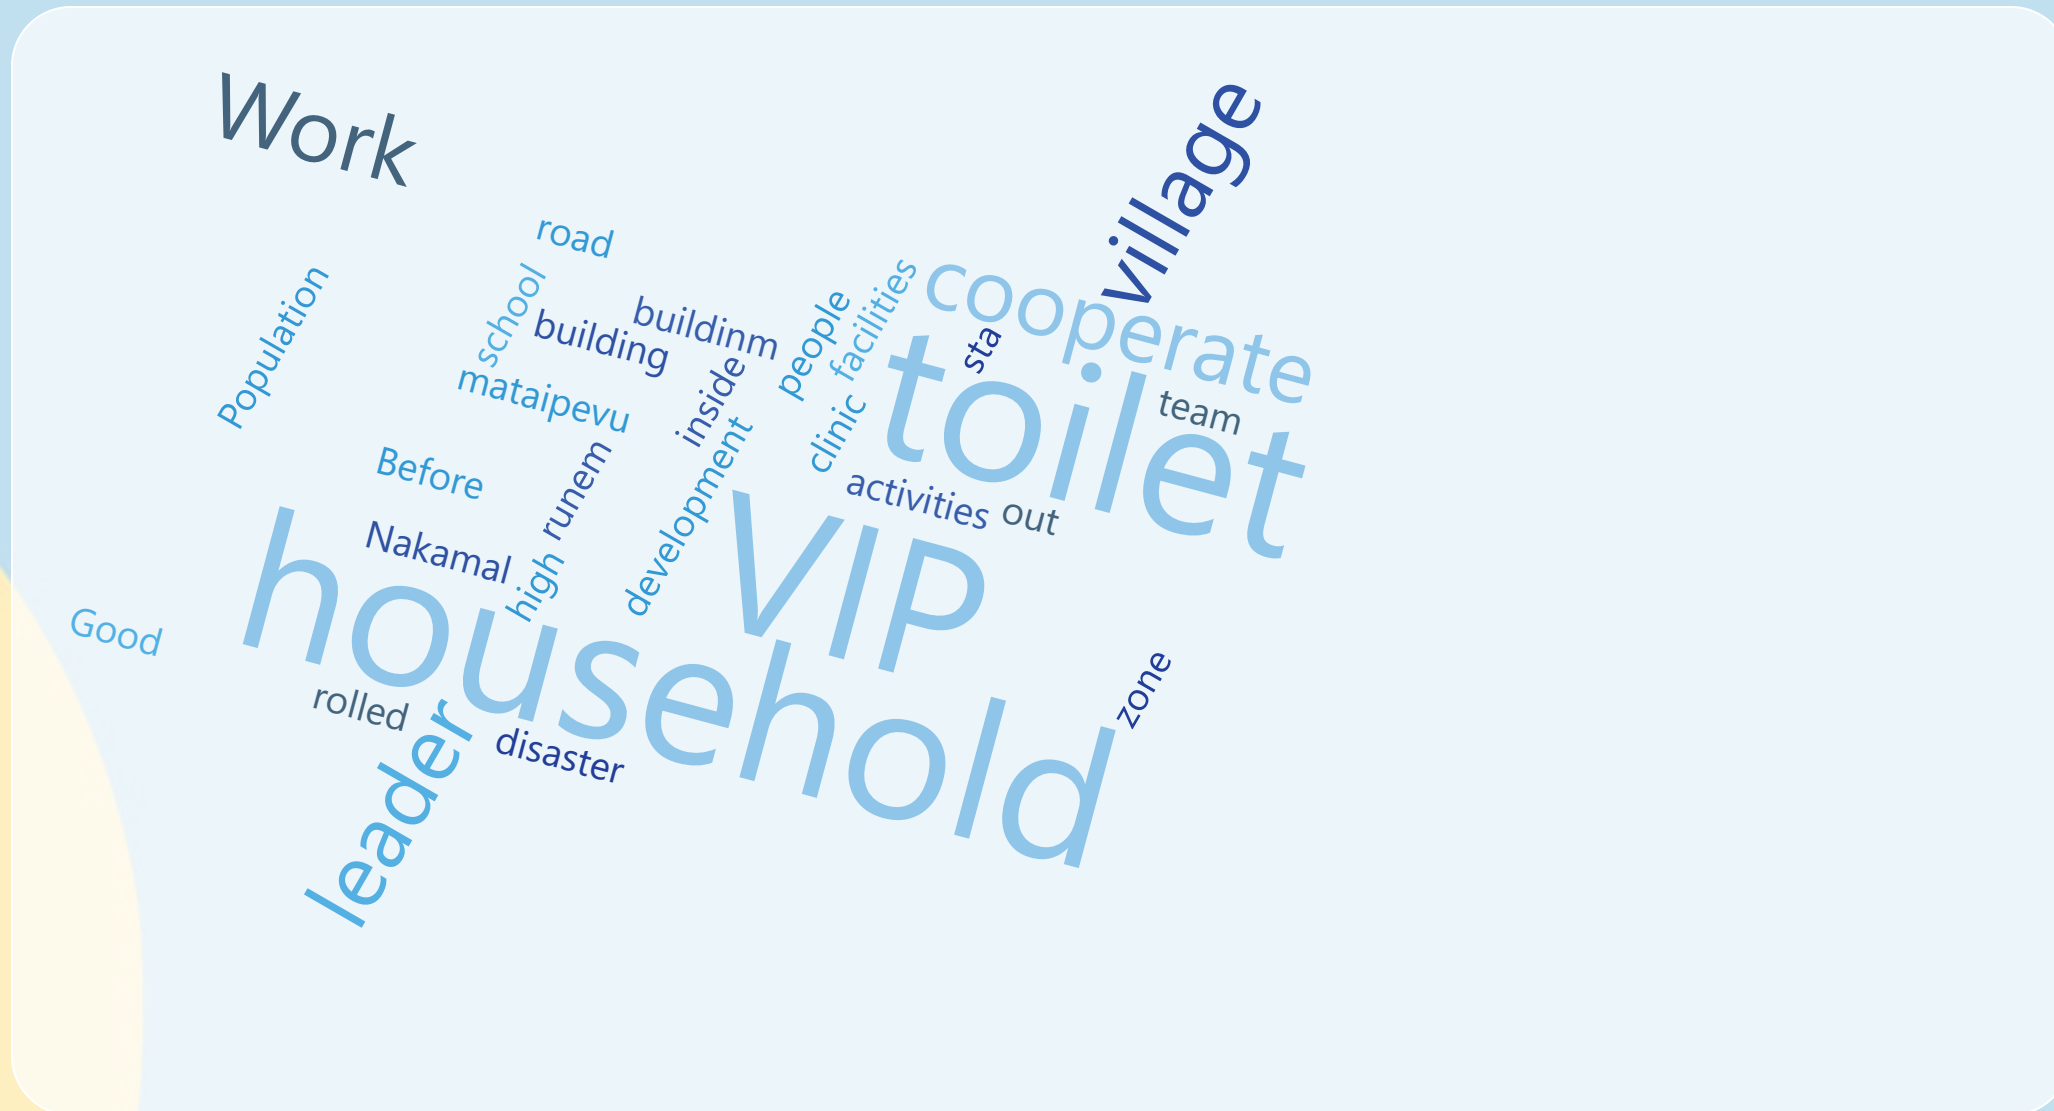 Work
village
road
cooperate
Population
school
facilities
people
buildinm
building
sta
toilet
inside
mataipevu
team
clinic
development
Before
runem
activities
out
VIP
Nakamal
high
household
Good
zone
rolled
leader
disaster